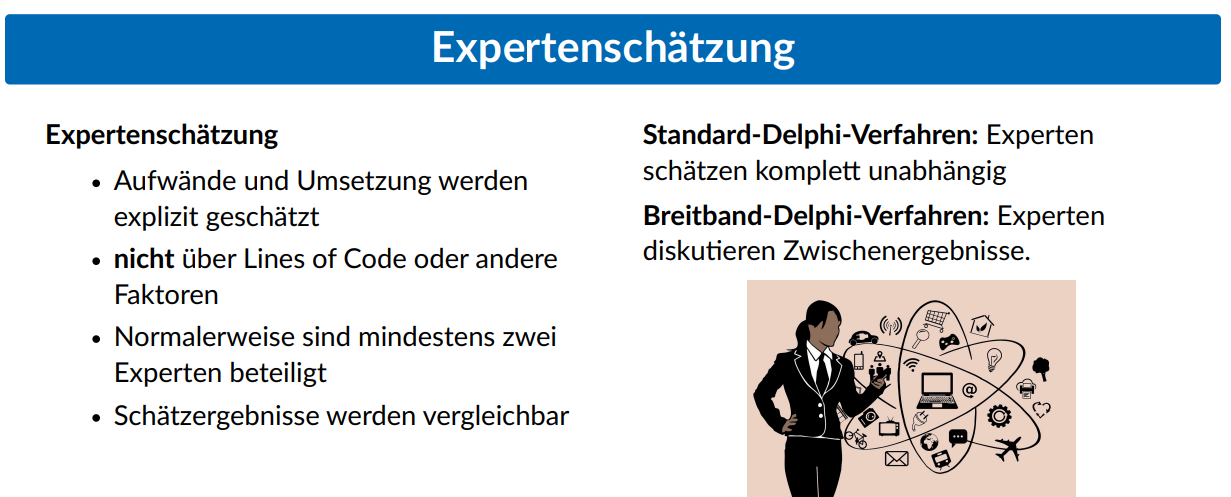 Expertenschätzung
Expertenschätzung
• Aufwände und Umsetzung werden
explizit geschätzt
• nicht über Lines of Code oder andere
Faktoren
• Normalerweise sind mindestens zwei
Experten beteiligt
• Schätzergebnisse werden vergleichbar
Standard-Delphi-Verfahren: Experten
schätzen komplett unabhängig
Breitband-Delphi-Verfahren: Experten
diskutieren Zwischenergebnisse.
@